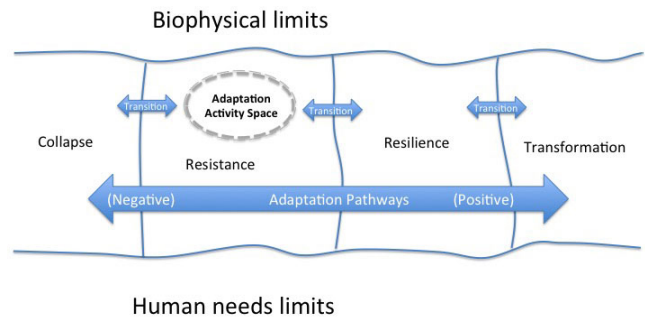 Biophysical limits
Transition
Adaptation
Activity Space
Transition
Transition
Collapse
Resistance
Resilience
Transformation
(Negative)
Adaptation Pathways
(Positive)
Human needs limits